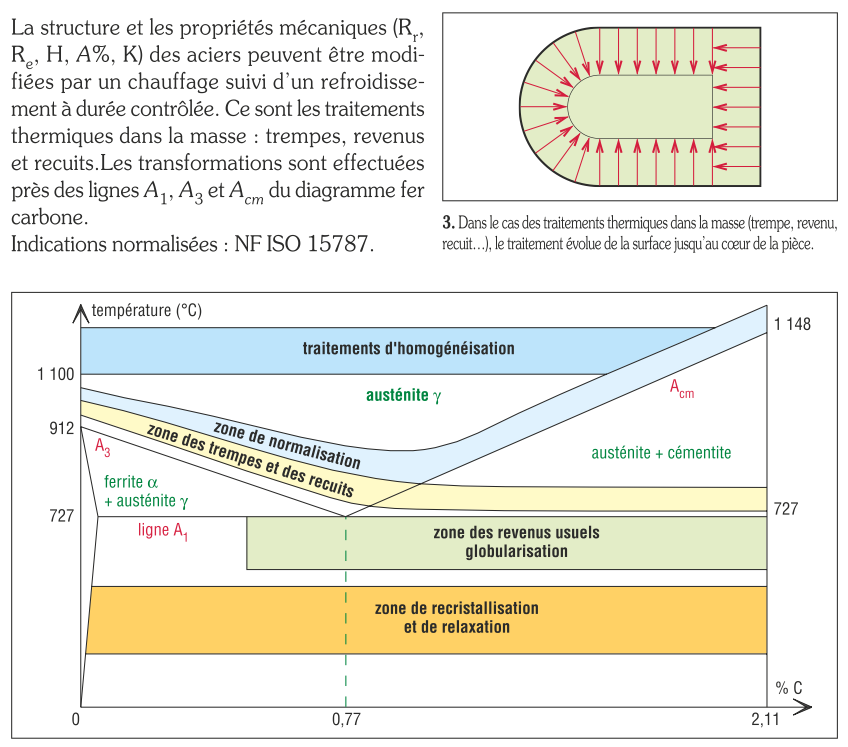 La structure et les propriétés mécaniques (Rr,
Re, H, A%, K) des aciers peuvent être modi-
fiées par un chauffage suivi d'un refroidisse-
ment à durée contrôlée. Ce sont les traitements
thermiques dans la masse : trempes, revenus
et recuits.Les transformations sont effectuées
près des lignes A1, A3 et Acm du diagramme fer
carbone.
Indications normalisées : NF ISO 15787.
3. Dans le cas des traitements thermiques dans la masse (trempe, revenu,
recuit…), le traitement évolue de la surface jusqu'au cœur de la pièce.
température (°C)
1 148
traitements d'homogénéisation
1 100
Acm
austénite γ
912
zone de normalisation
zone des trempes et des recuits
A3
austénite + cémentite
ferrite α
+ austénite γ
727
727
ligne A1
zone des revenus usuels
globularisation
zone de recristallisation
et de relaxation
% C
0
0,77
2,11